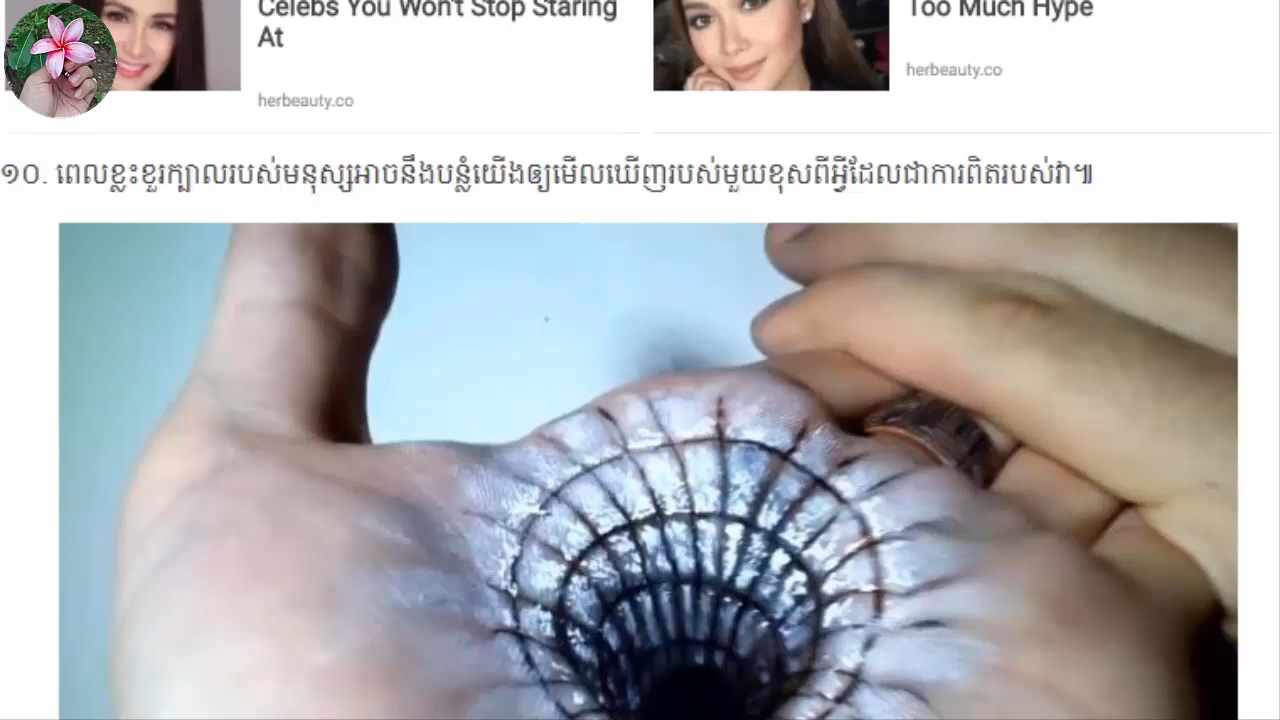 Celebs You Won't Stop Staring
At
herbeauty.co
Too Much Hype
herbeauty.co
១០. ពេលខ្លះខួរក្បាលរបស់មនុស្សអាចនឹងបន្លំយើងឲ្យមើលឃើញរបស់មួយខុសពីអ្វីដែលជាការពិតរបស់វា៕